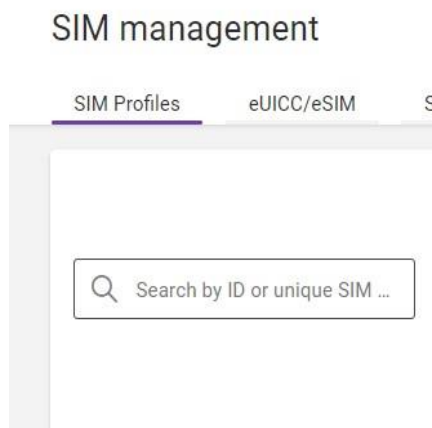 SIM management
SIM Profiles eUICC/eSIM S
Search by ID or unique SIM ...